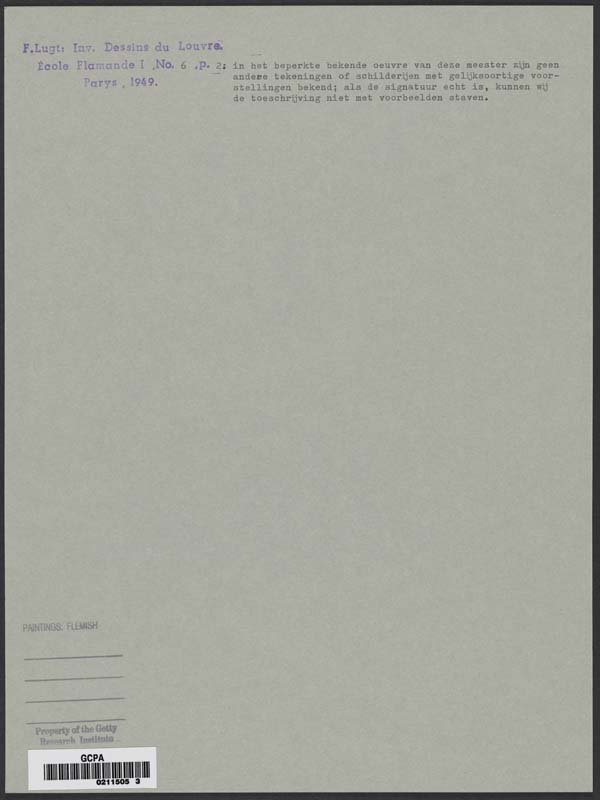 F.Lugt: Inv. Dessins du Louvre.
École Flamande I ,No. 6 ,p. 2; in het beperkte bekende oeuvre van deze meester zijn geen
Parys , 1949. andere tekeningen of schilderijen met gelijksoortige voor-
stellingen bekend; als de signatuur echt is, kunnen wij
de toeschrijving niet met voorbeelden staven.
PAINTINGS: FLEMISH
Property of the Getty
Research Institute
GCPA
0211505 3